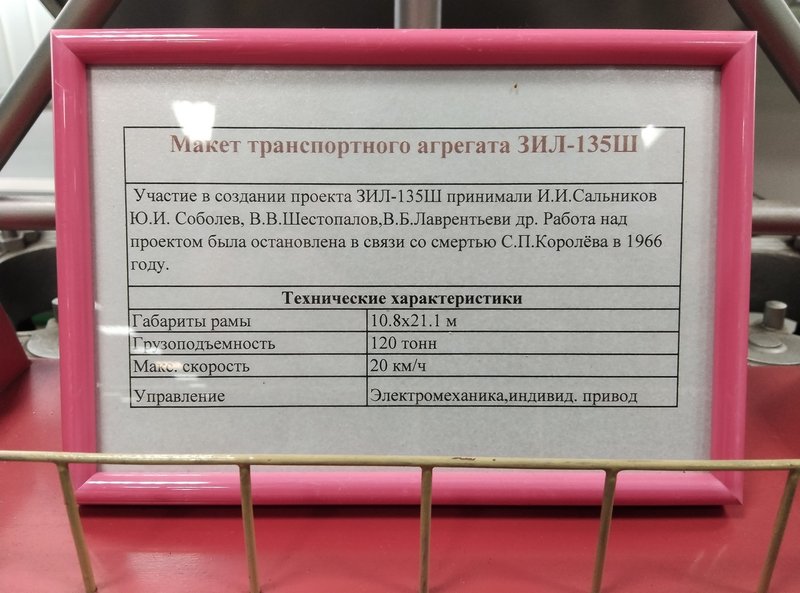 Макет транспортного агрегата ЗИЛ-135Ш
Участие в создании проекта ЗИЛ-135Ш принимали И.И.Сальников
Ю.И. Соболев, В.В.Шестопалов,В.Б.Лаврентьеви др. Работа над
проектом была остановлена в связи со смертью С.П.Королёва в 1966
году.
Технические характеристики
Габариты рамы 10.8х21.1 м
Грузоподъемность 120 тонн
Макс. скорость 20 км/ч
Управление Электромеханика,индивид. привод